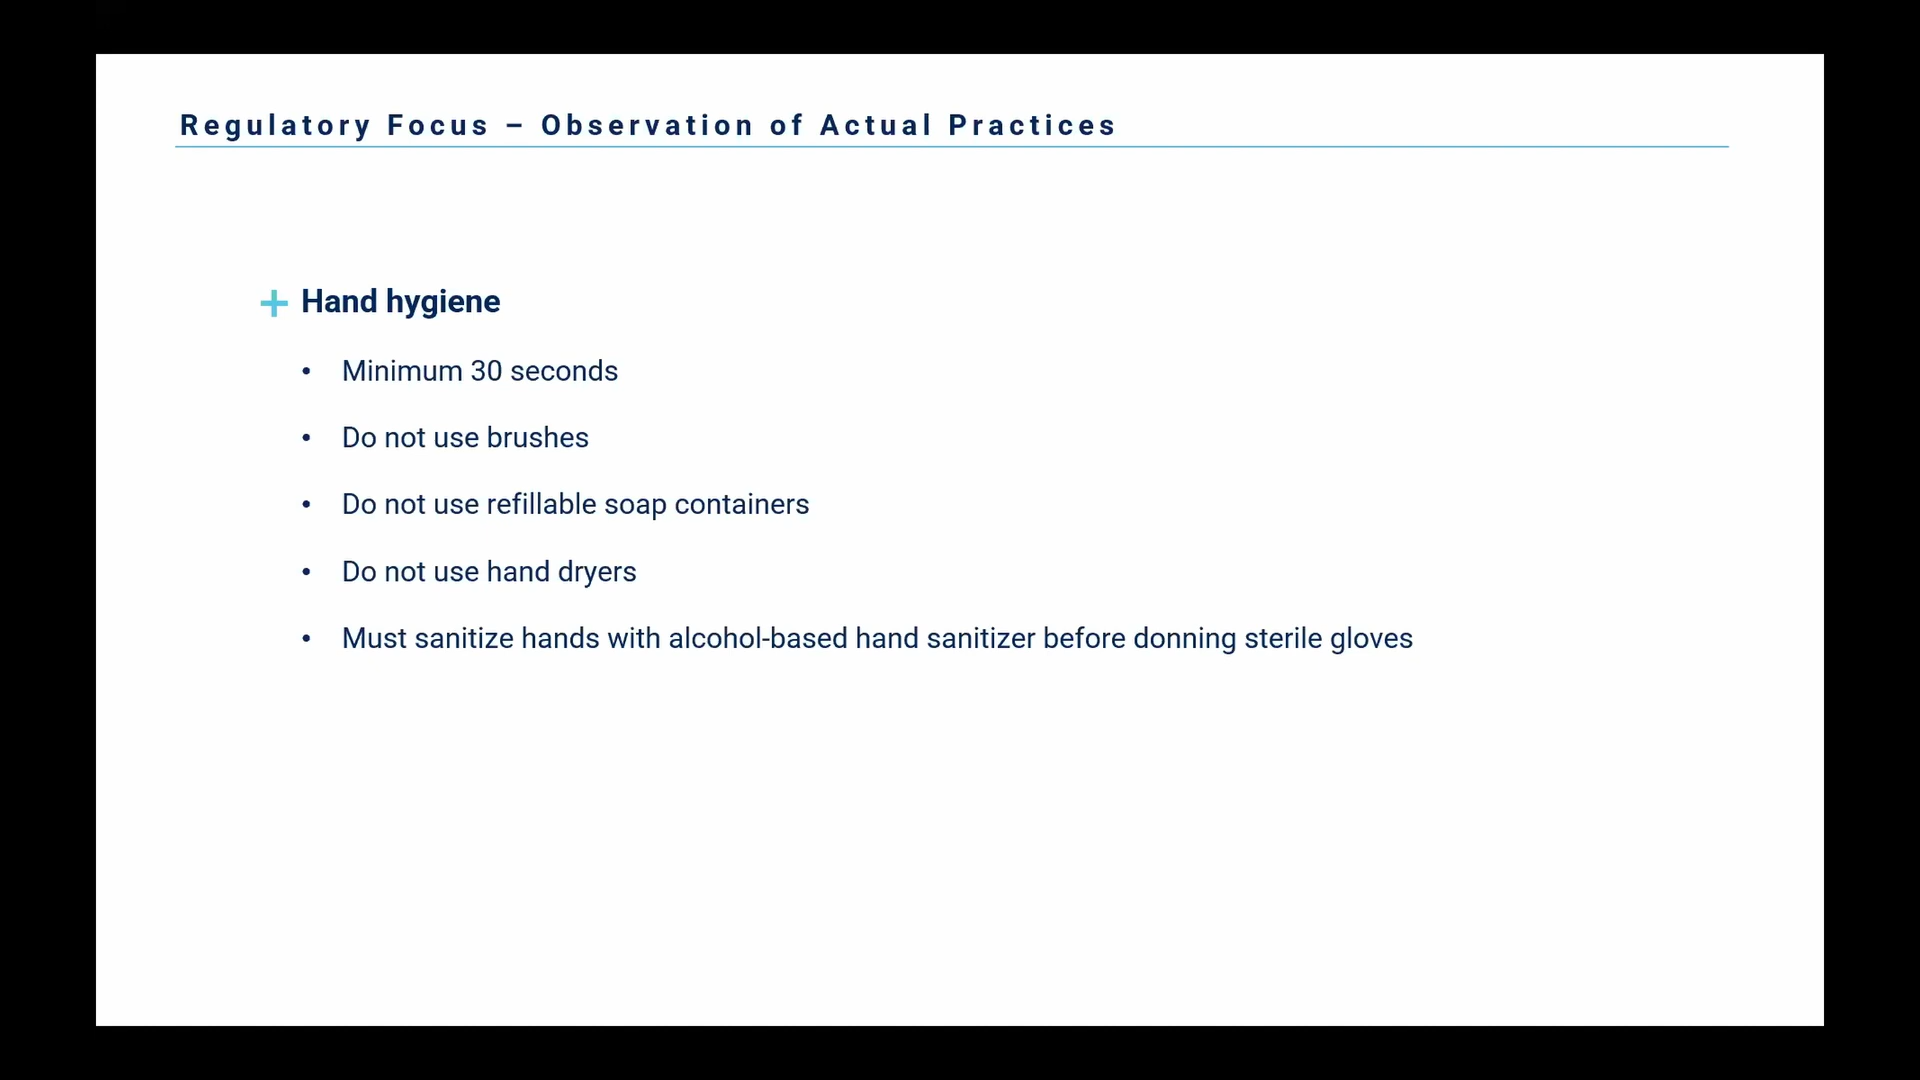 Regulatory Focus – Observation of Actual Practices
Hand hygiene
• Minimum 30 seconds
• Do not use brushes
• Do not use refillable soap containers
• Do not use hand dryers
• Must sanitize hands with alcohol-based hand sanitizer before donning sterile gloves